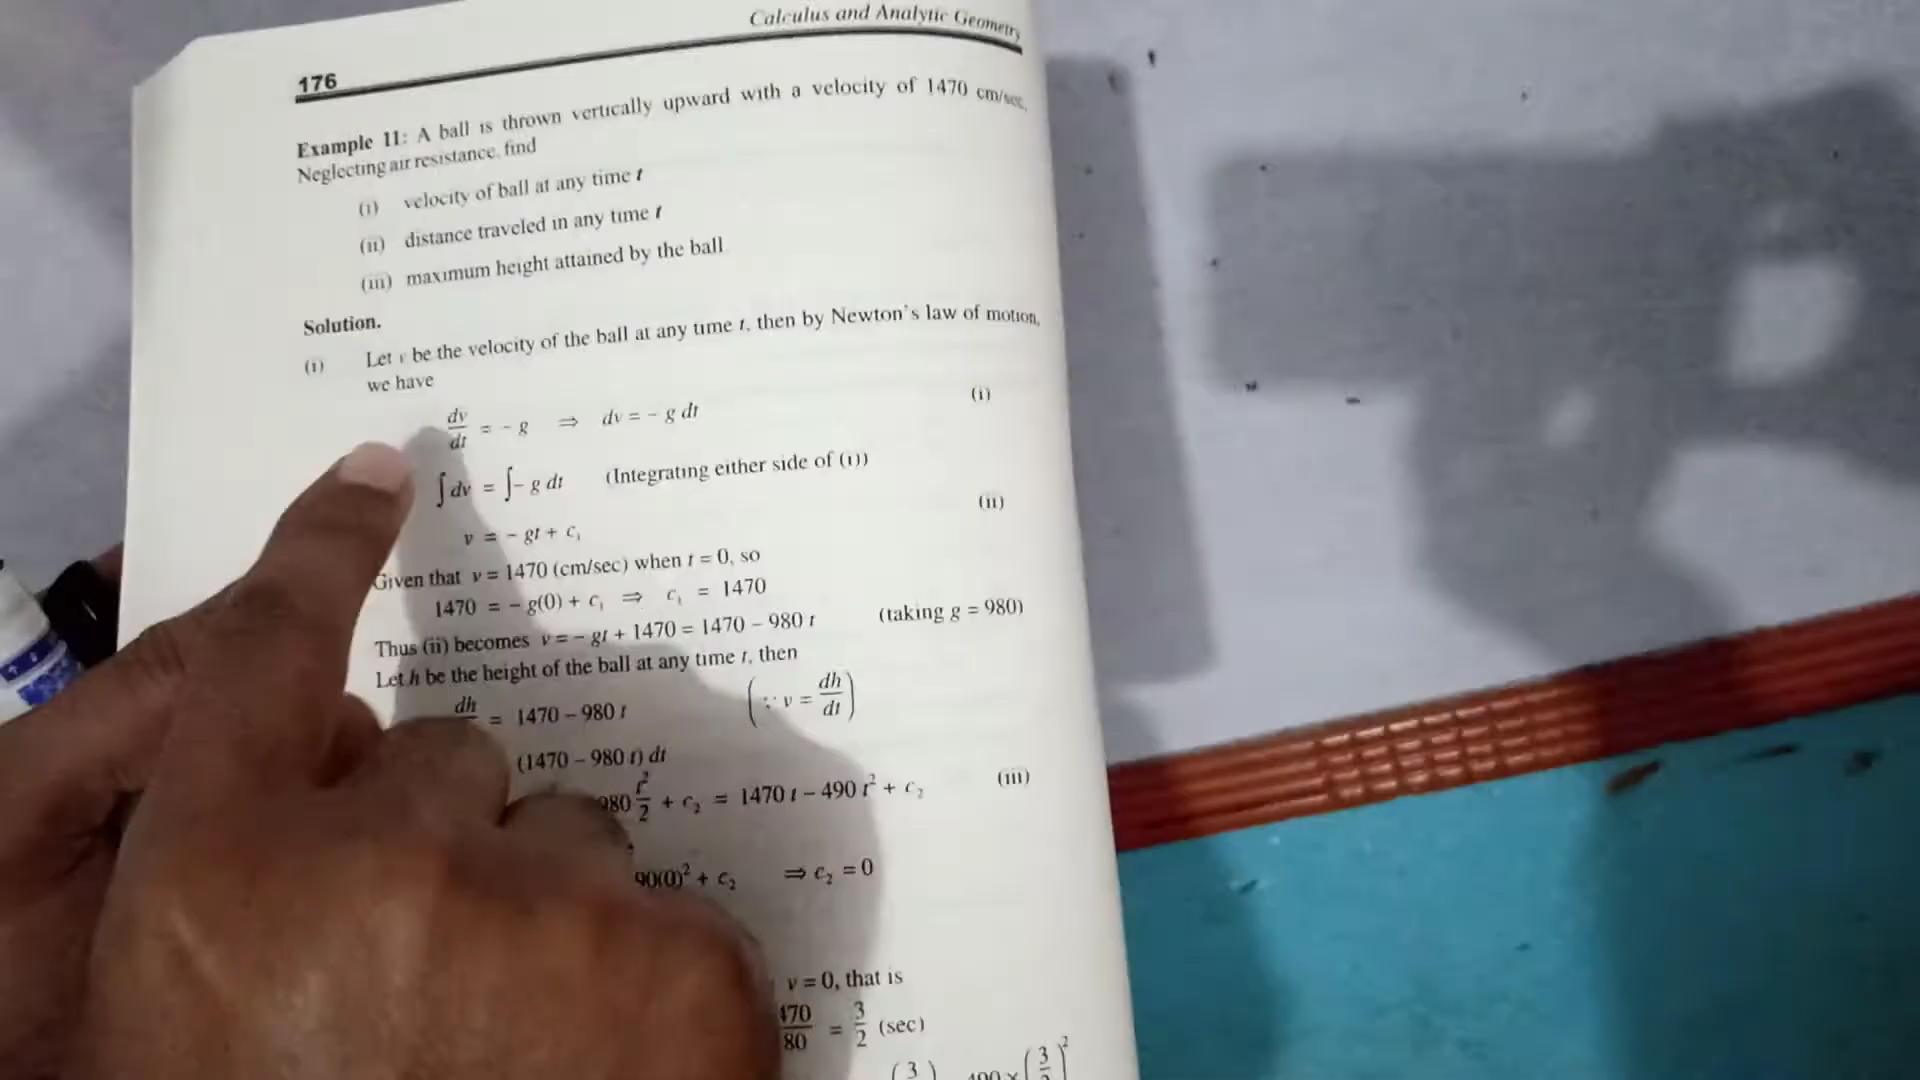 Calculus and Analytic Geometry
176
Example 11: A ball is thrown vertically upward with a velocity of 1470 cm/sec,
Neglecting air resistance, find
(i) velocity of ball at any time t
(ii) distance traveled in any time t
(iii) maximum height attained by the ball
Solution.
(i) Let v be the velocity of the ball at any time t, then by Newton's law of motion,
we have
dv/dt = - g ⇒ dv = - g dt (i)
∫dv = ∫- g dt (Integrating either side of (i))
v = - gt + c₁ (ii)
Given that v = 1470 (cm/sec) when t = 0, so
1470 = - g(0) + c₁ ⇒ c₁ = 1470
Thus (ii) becomes v = - gt + 1470 = 1470 - 980 t (taking g = 980)
Let h be the height of the ball at any time t, then
dh = 1470 - 980 t (∵ v = dh/dt)
(1470 - 980 t) dt
980 t²/2 + c₂ = 1470 t - 490 t² + c₂ (iii)
90(0)² + c₂ ⇒ c₂ = 0
v = 0, that is
470/80 = 3/2 (sec)